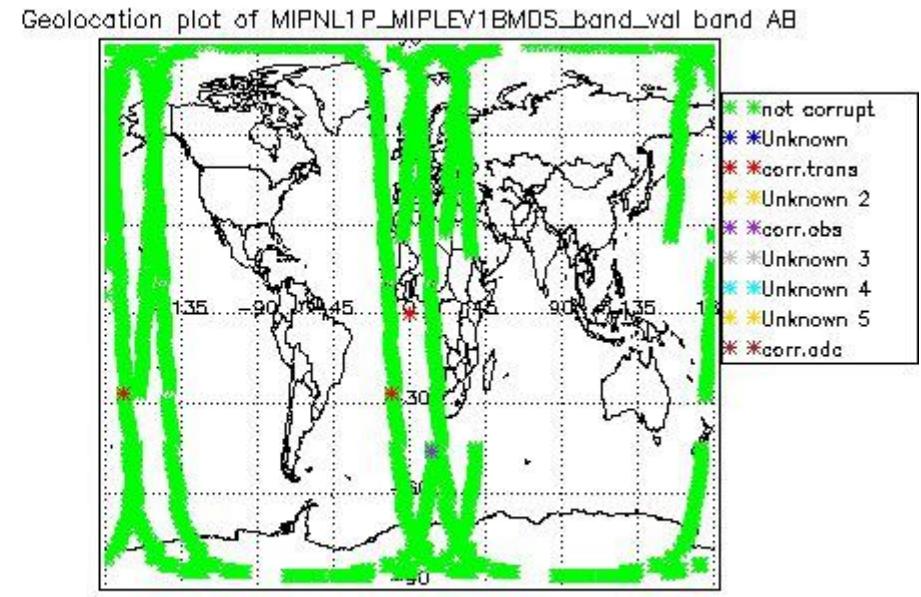 Geolocation plot of MIPNL1P_MIPLEV1BMDS_band_val band AB
not corrupt
Unknown
corr.trans
Unknown 2
corr.obs
Unknown 3
Unknown 4
Unknown 5
corr.adc
135 -90 -45 0 45 90 135
-30
-60
-90